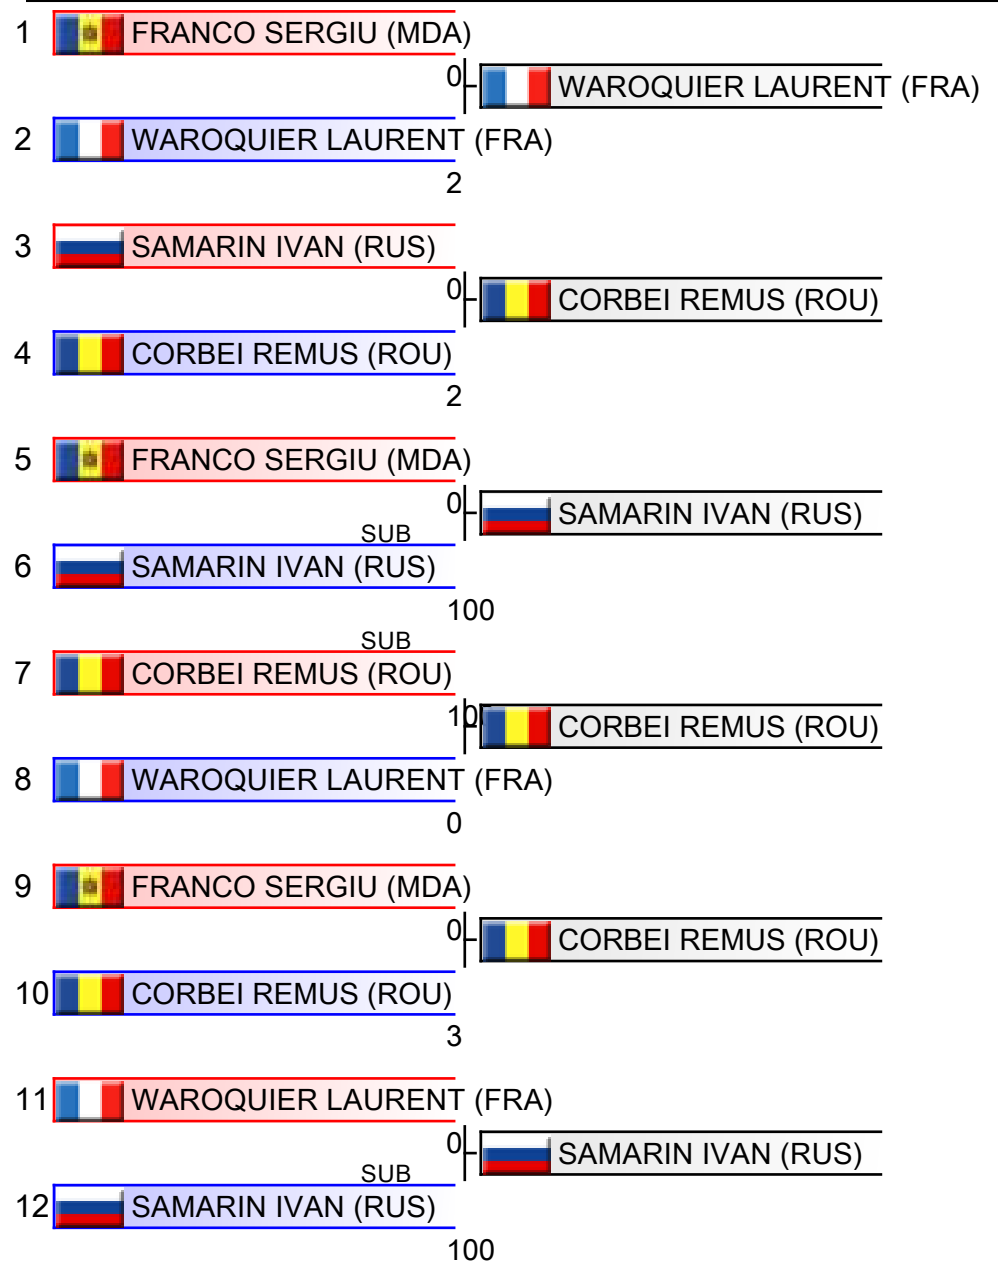 1 FRANCO SERGIU (MDA)
0 WAROQUIER LAURENT (FRA)
2 WAROQUIER LAURENT (FRA)
2
3 SAMARIN IVAN (RUS)
0 CORBEI REMUS (ROU)
4 CORBEI REMUS (ROU)
2
5 FRANCO SERGIU (MDA)
0 SAMARIN IVAN (RUS)
SUB
6 SAMARIN IVAN (RUS)
100
SUB
7 CORBEI REMUS (ROU)
CORBEI REMUS (ROU)
8 WAROQUIER LAURENT (FRA)
0
9 FRANCO SERGIU (MDA)
0 CORBEI REMUS (ROU)
10 CORBEI REMUS (ROU)
3
11 WAROQUIER LAURENT (FRA)
0 SAMARIN IVAN (RUS)
SUB
12 SAMARIN IVAN (RUS)
100